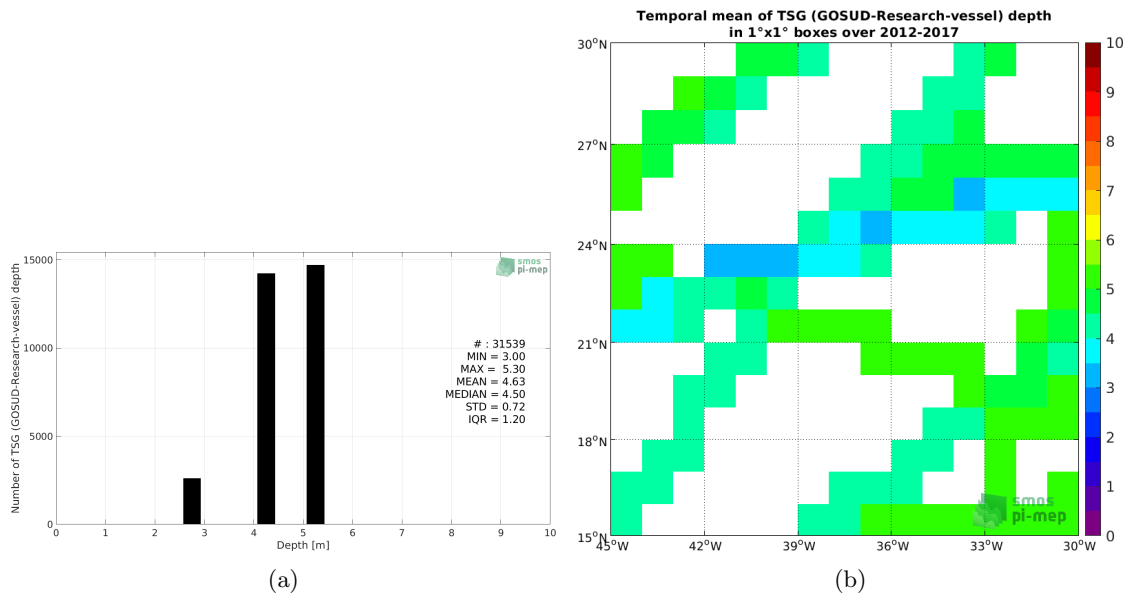 Temporal mean of TSG (GOSUD-Research-vessel) depth
in 1°x1° boxes over 2012-2017
Number of TSG (GOSUD-Research-vessel) depth
15000
10000
5000
0
smos
pi-mep
# : 31539
MIN = 3.00
MAX = 5.30
MEAN = 4.63
MEDIAN = 4.50
STD = 0.72
IQR = 1.20
0 1 2 3 4 5 6 7 8 9 10
Depth [m]
(a)
30°N
27°N
24°N
21°N
18°N
15°N
45°W 42°W 39°W 36°W 33°W 30°W
smos
pi-mep
10
9
8
7
6
5
4
3
2
1
0
(b)